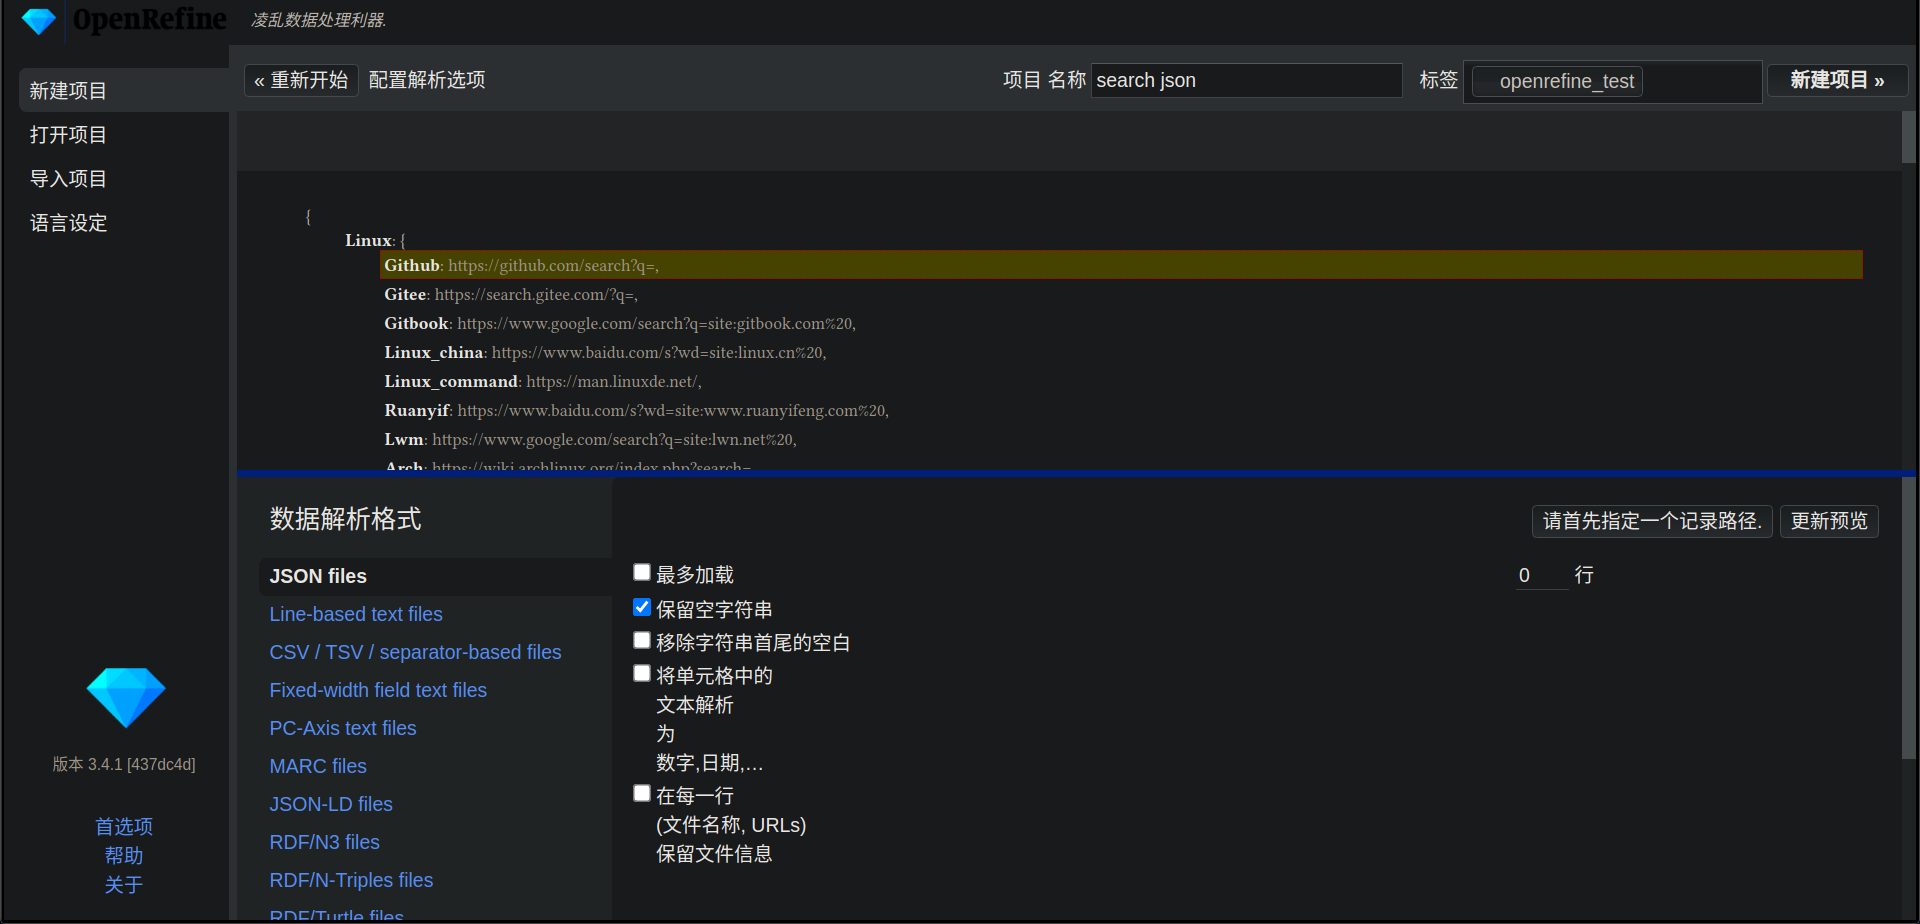 OpenRefine 凌乱数据处理利器.
新建项目
打开项目
导入项目
语言设定
版本 3.4.1 [437dc4d]
首选项
帮助
关于
« 重新开始 配置解析选项 项目 名称 search json 标签 openrefine_test 新建项目 »
{
Linux: {
Github: https://github.com/search?q=,
Gitee: https://search.gitee.com/?q=,
Gitbook: https://www.google.com/search?q=site:gitbook.com%20,
Linux_china: https://www.baidu.com/s?wd=site:linux.cn%20,
Linux_command: https://man.linuxde.net/,
Ruanyif: https://www.baidu.com/s?wd=site:www.ruanyifeng.com%20,
Lwm: https://www.google.com/search?q=site:lwn.net%20,
Arch: https://wiki.archlinux.org/index.php?search=
数据解析格式
JSON files
Line-based text files
CSV / TSV / separator-based files
Fixed-width field text files
PC-Axis text files
MARC files
JSON-LD files
RDF/N3 files
RDF/N-Triples files
RDF/Turtle files
请首先指定一个记录路径. 更新预览
最多加载 0 行
保留空字符串
移除字符串首尾的空白
将单元格中的
文本解析
为
数字,日期,...
在每一行
(文件名称, URLs)
保留文件信息